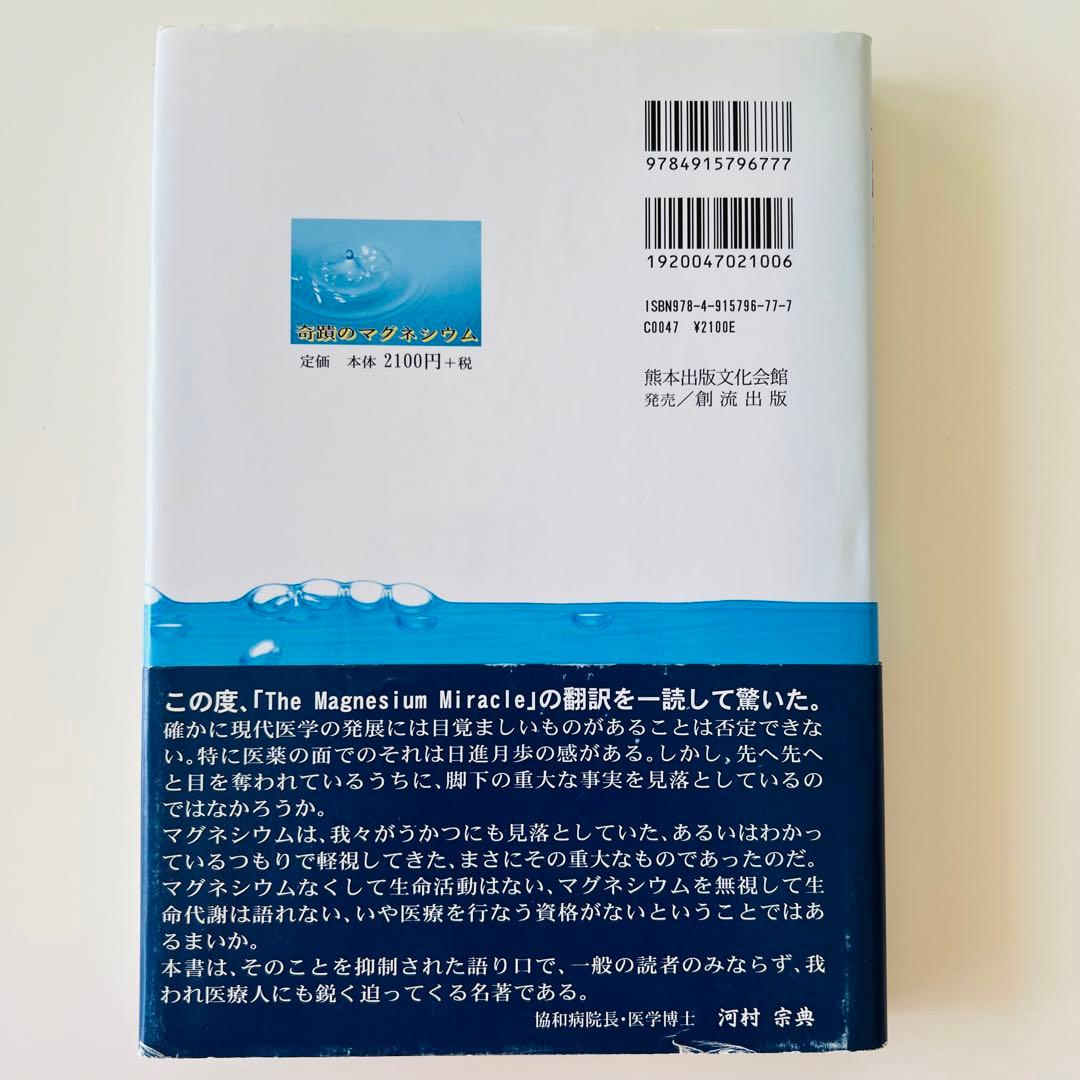 9784915796777
1920047021006
ISBN978-4-915796-77-7
C0047 ¥2100E
奇蹟のマグネシウム
定価 本体 2100円+税
熊本出版文化会館
発売/創流出版
この度、「The Magnesium Miracle」の翻訳を一読して驚いた。
確かに現代医学の発展には目覚ましいものがあることは否定できな
い。特に医薬の面でのそれは日進月歩の感がある。しかし、先へ先へ
と目を奪われているうちに、脚下の重大な事実を見落としているの
ではなかろうか。
マグネシウムは、我々がうかつにも見落としていた、あるいはわかっ
ているつもりで軽視してきた、まさにその重大なものであったのだ。
マグネシウムなくして生命活動はない、マグネシウムを無視して生
命代謝は語れない、いや医療を行なう資格がないということではあ
るまいか。
本書は、そのことを抑制された語り口で、一般の読者のみならず、我
われ医療人にも鋭く迫ってくる名著である。
協和病院長・医学博士 河村 宗典